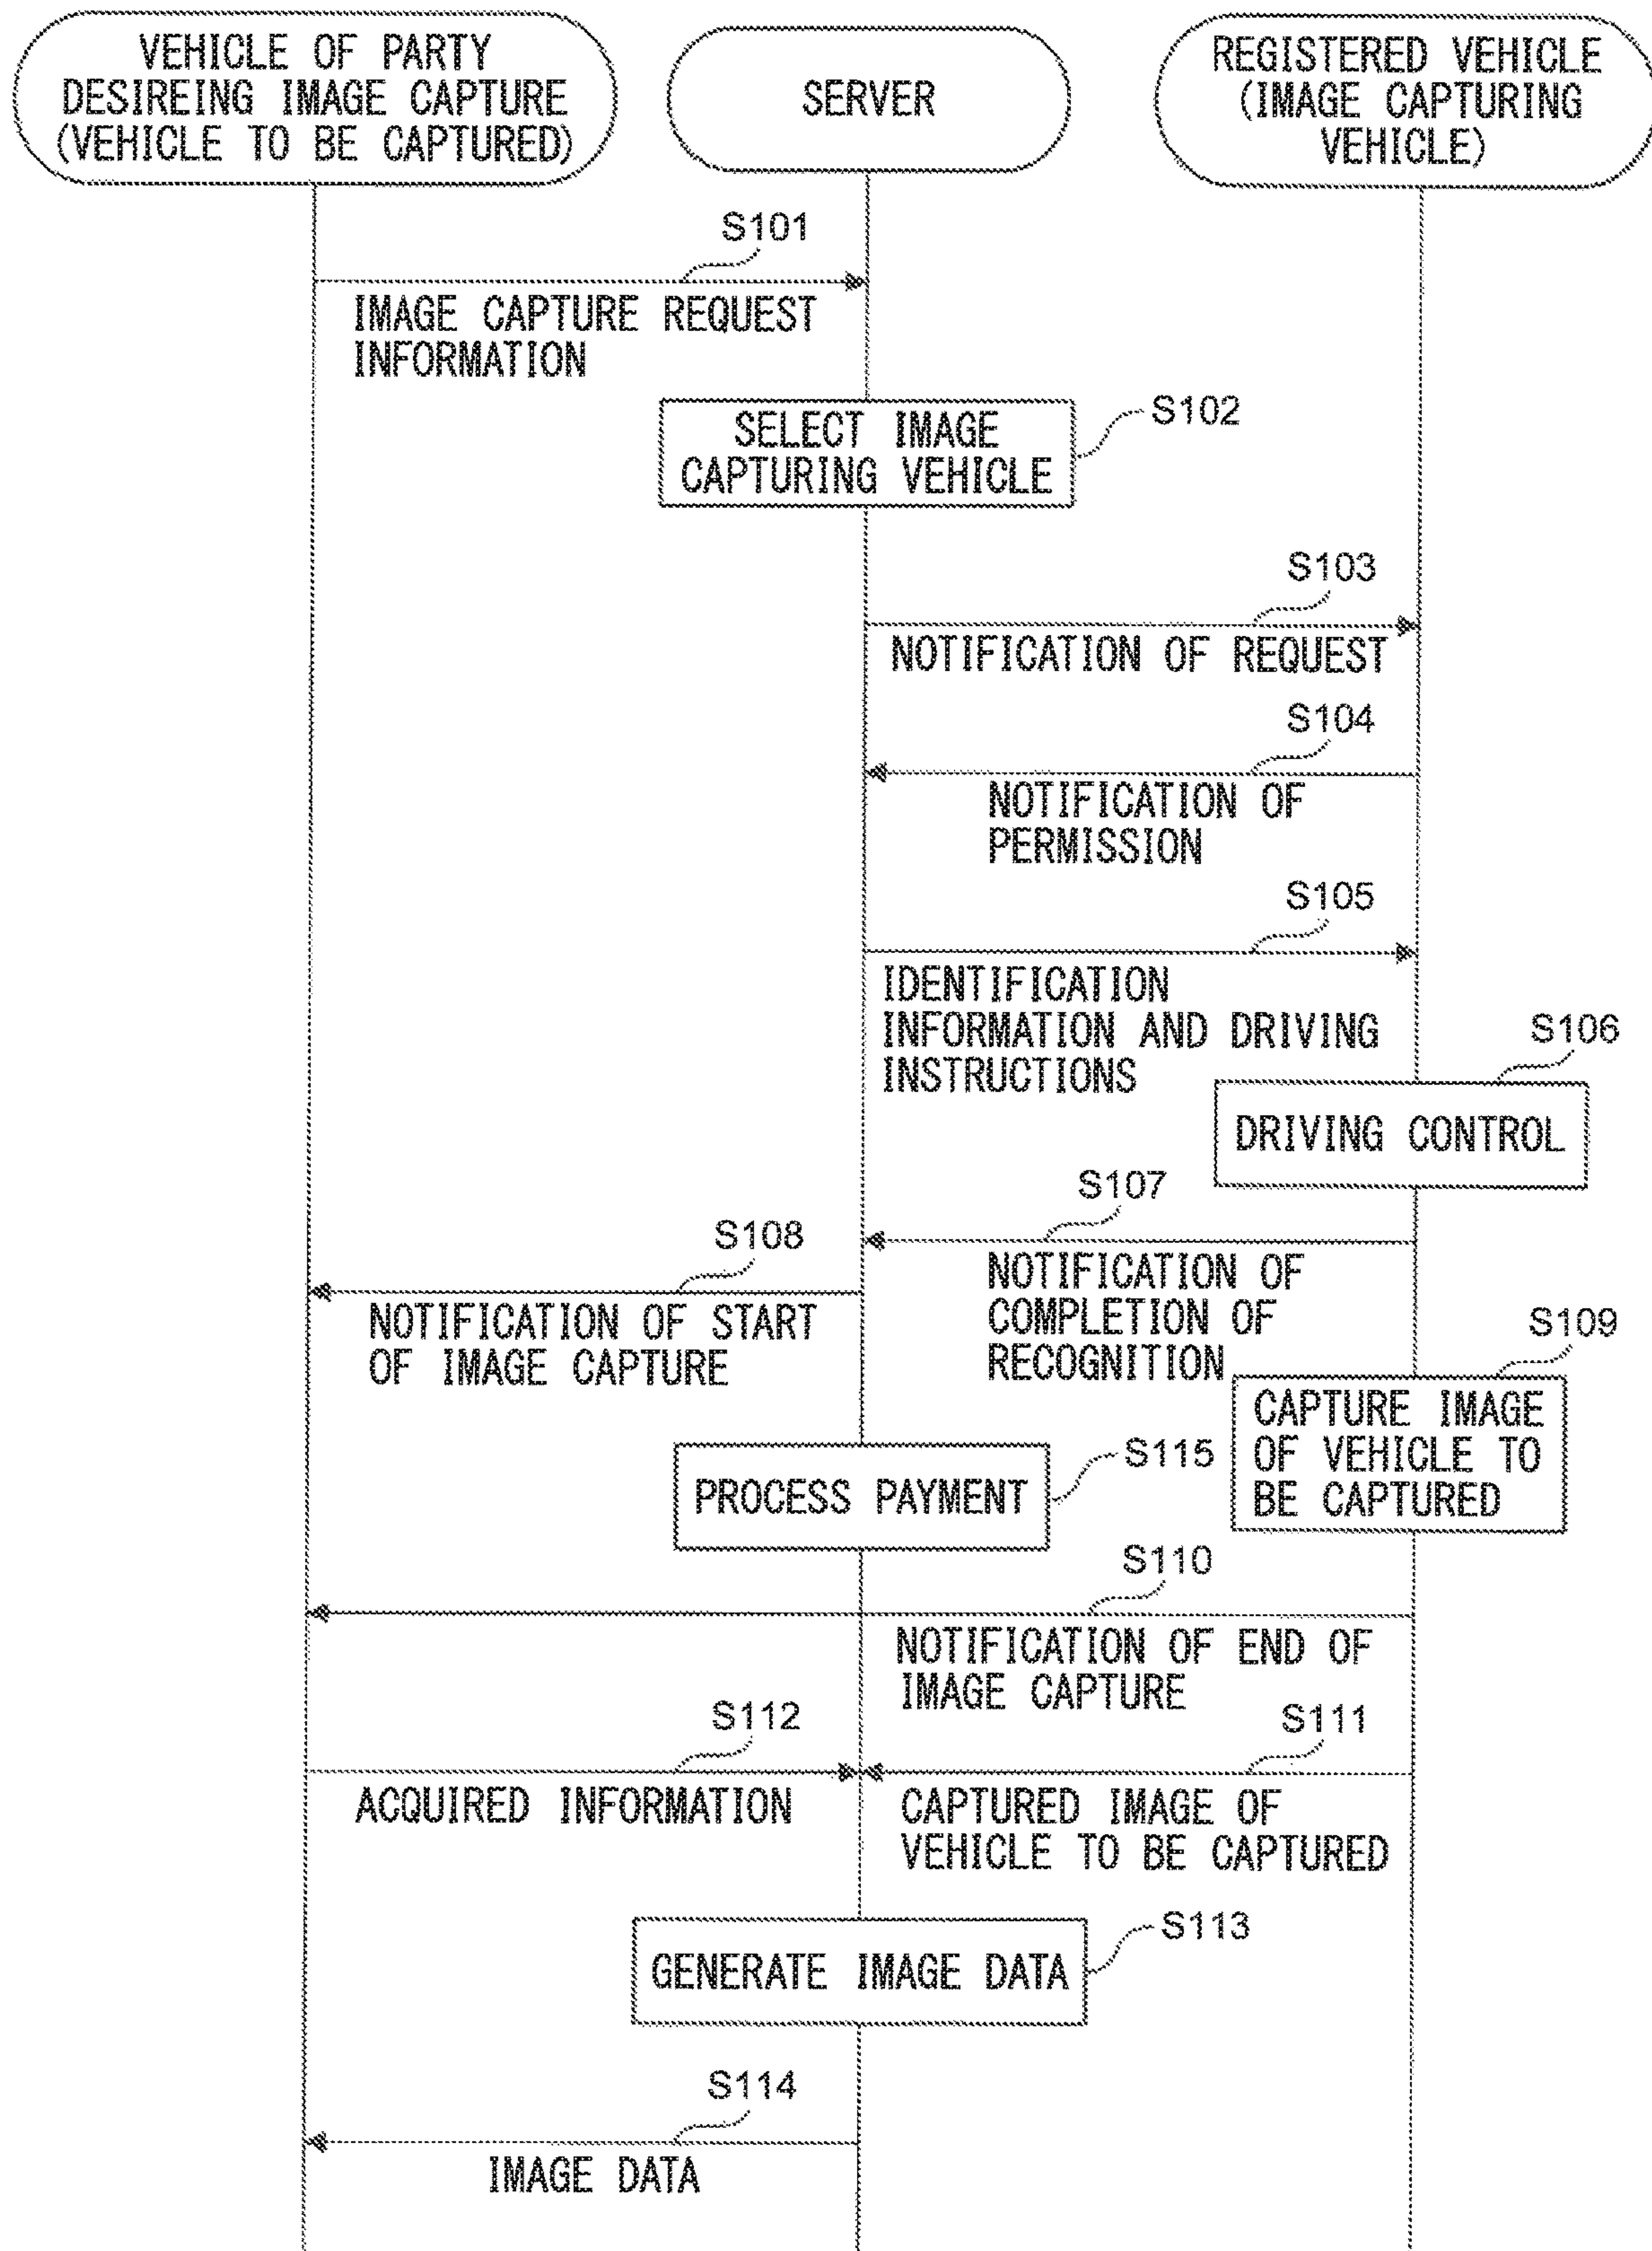 VEHICLE OF PARTY
DESIREING IMAGE CAPTURE
(VEHICLE TO BE CAPTURED)
SERVER
REGISTERED VEHICLE
(IMAGE CAPTURING
VEHICLE)
S101
IMAGE CAPTURE REQUEST
INFORMATION
SELECT IMAGE
CAPTURING VEHICLE
S102
S103
NOTIFICATION OF REQUEST
S104
NOTIFICATION OF
PERMISSION
S105
IDENTIFICATION
INFORMATION AND DRIVING
INSTRUCTIONS
S106
DRIVING CONTROL
S107
NOTIFICATION OF
COMPLETION OF
RECOGNITION
S108
NOTIFICATION OF START
OF IMAGE CAPTURE
S109
CAPTURE IMAGE
OF VEHICLE TO
BE CAPTURED
PROCESS PAYMENT
S115
S110
NOTIFICATION OF END OF
IMAGE CAPTURE
S112
ACQUIRED INFORMATION
S111
CAPTURED IMAGE OF
VEHICLE TO BE CAPTURED
GENERATE IMAGE DATA
S113
S114
IMAGE DATA